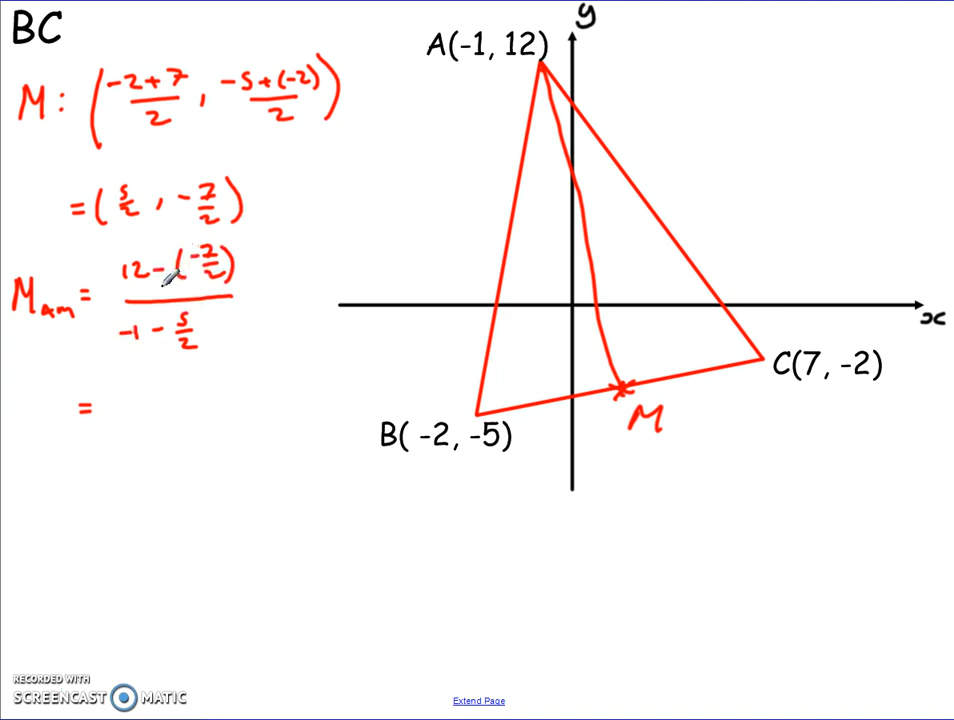 BC
M : (-2+7/2 , -5+(-2)/2)
= (5/2 , -7/2)
M_AM = 12-(-7/2)/-1-5/2
=
y
A(-1, 12)
x
C(7, -2)
M
B( -2, -5)
RECORDED WITH
SCREENCAST MATIC
Extend Page